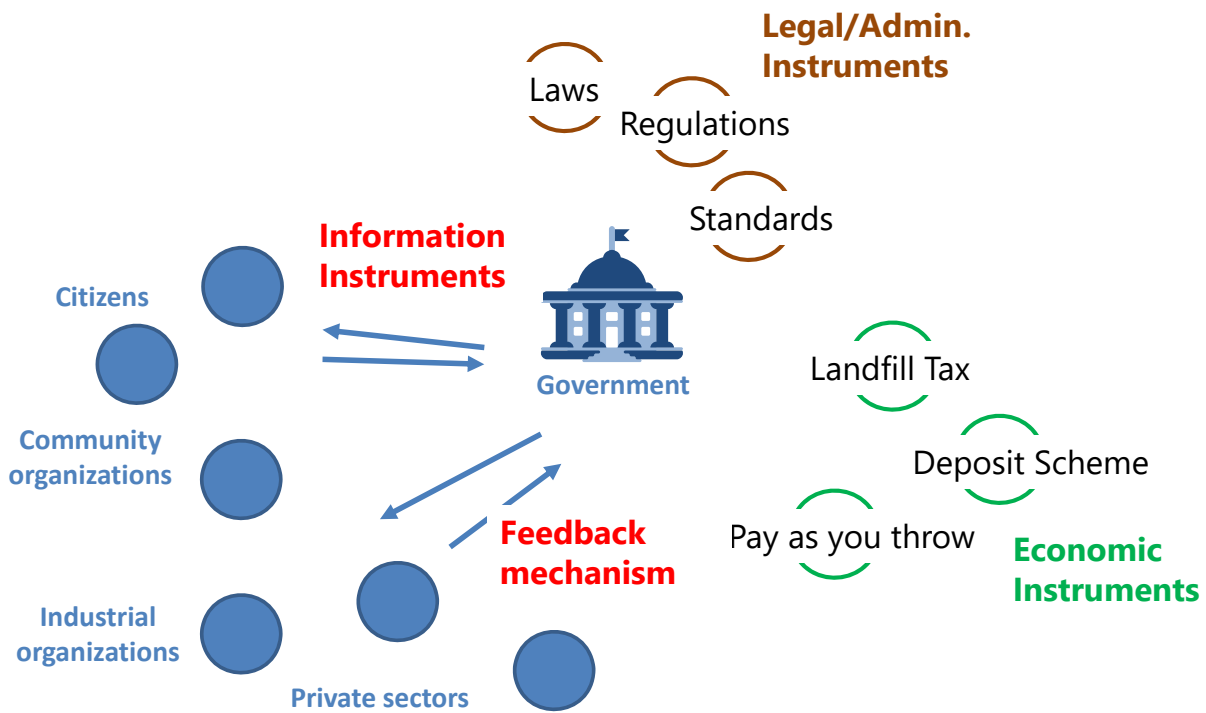 Legal/Admin.
Instruments
Laws
Regulations
Standards
Information
Instruments
Citizens
Government
Landfill Tax
Community
organizations
Deposit Scheme
Pay as you throw
Feedback
mechanism
Economic
Instruments
Industrial
organizations
Private sectors